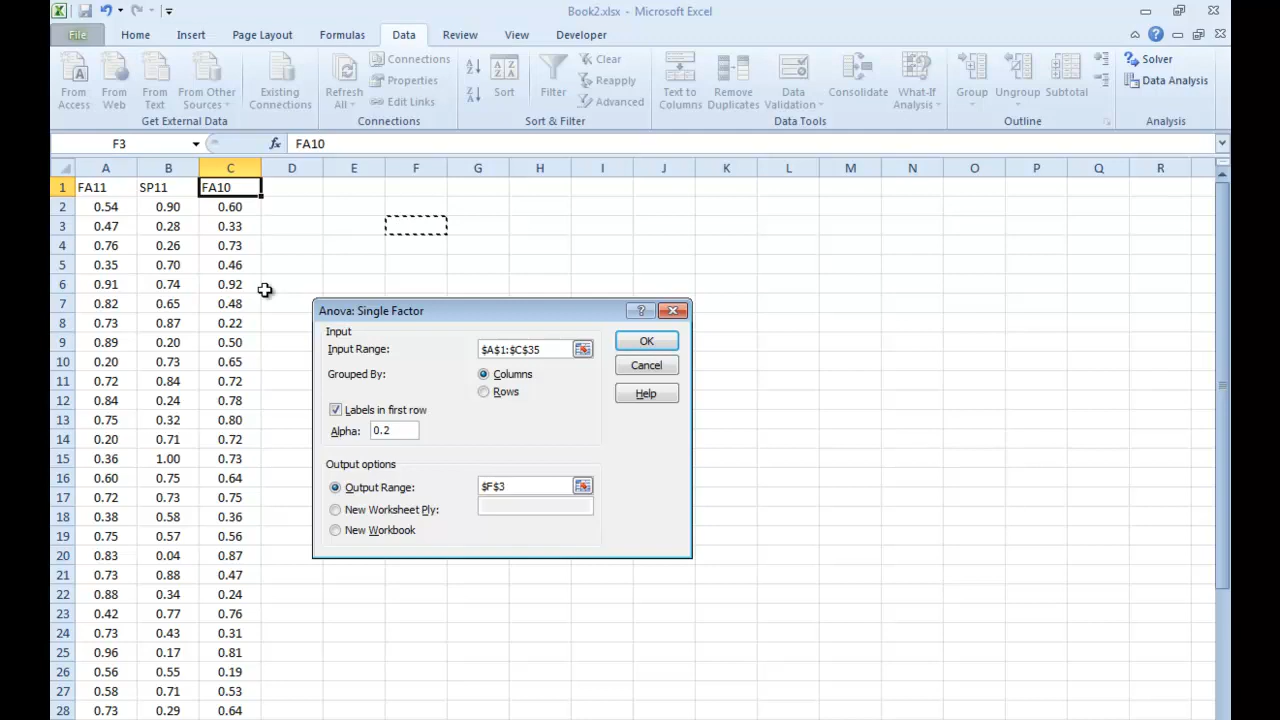 Book2.xlsx - Microsoft Excel
File Home Insert Page Layout Formulas Data Review View Developer
From Access From Web From Text From Other Sources Existing Connections Refresh All Connections Properties Edit Links Sort Filter Clear Reapply Advanced Text to Columns Remove Duplicates Data Validation Consolidate What-If Analysis Group Ungroup Subtotal Solver Data Analysis
Get External Data Connections Sort & Filter Data Tools Outline Analysis
F3 fx FA10
A B C D E F G H I J K L M N O P Q R
1 FA11 SP11 FA10
2 0.54 0.90 0.60
3 0.47 0.28 0.33
4 0.76 0.26 0.73
5 0.35 0.70 0.46
6 0.91 0.74 0.92
7 0.82 0.65 0.48
8 0.73 0.87 0.22
9 0.89 0.20 0.50
10 0.20 0.73 0.65
11 0.72 0.84 0.72
12 0.84 0.24 0.78
13 0.75 0.32 0.80
14 0.20 0.71 0.72
15 0.36 1.00 0.73
16 0.60 0.75 0.64
17 0.72 0.73 0.75
18 0.38 0.58 0.36
19 0.75 0.57 0.56
20 0.83 0.04 0.87
21 0.73 0.88 0.47
22 0.88 0.34 0.24
23 0.42 0.77 0.76
24 0.73 0.43 0.31
25 0.96 0.17 0.81
26 0.56 0.55 0.19
27 0.58 0.71 0.53
28 0.73 0.29 0.64
Anova: Single Factor
Input
Input Range: $A$1:$C$35
Grouped By: Columns
Rows
Labels in first row
Alpha: 0.2
Output options
Output Range: $F$3
New Worksheet Ply:
New Workbook
OK
Cancel
Help